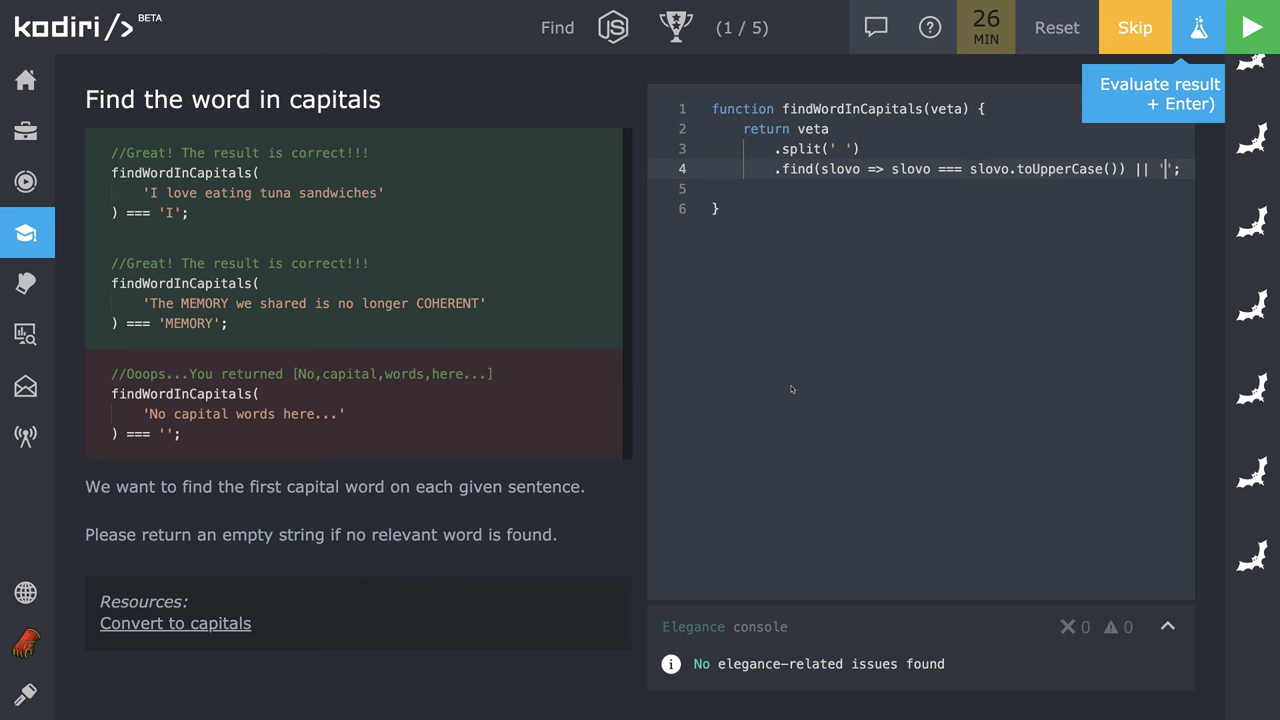 kodiri/>
BETA
Find
JS
(1 / 5)
26
MIN
Reset
Skip
Evaluate result
+ Enter)
Find the word in capitals
//Great! The result is correct!!!
findWordInCapitals(
'I love eating tuna sandwiches'
) === 'I';
//Great! The result is correct!!!
findWordInCapitals(
'The MEMORY we shared is no longer COHERENT'
) === 'MEMORY';
//Ooops...You returned [No,capital,words,here...]
findWordInCapitals(
'No capital words here...'
) === '';
We want to find the first capital word on each given sentence.
Please return an empty string if no relevant word is found.
Resources:
Convert to capitals
1 function findWordInCapitals(veta) {
2 return veta
3 .split(' ')
4 .find(slovo => slovo === slovo.toUpperCase()) || '';
5
6 }
Elegance console
0 0
No elegance-related issues found